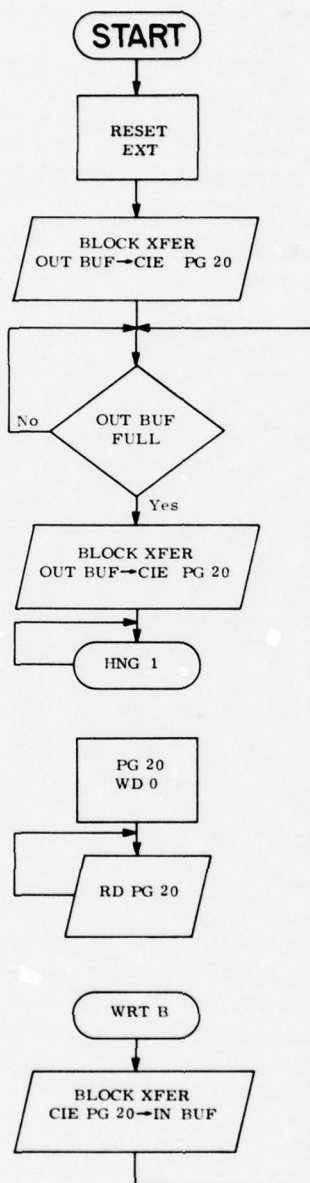 START
RESET
EXT
BLOCK XFER
OUT BUF→CIE PG 20
No
OUT BUF
FULL
Yes
BLOCK XFER
OUT BUF→CIE PG 20
HNG 1
PG 20
WD 0
RD PG 20
WRT B
BLOCK XFER
CIE PG 20→IN BUF